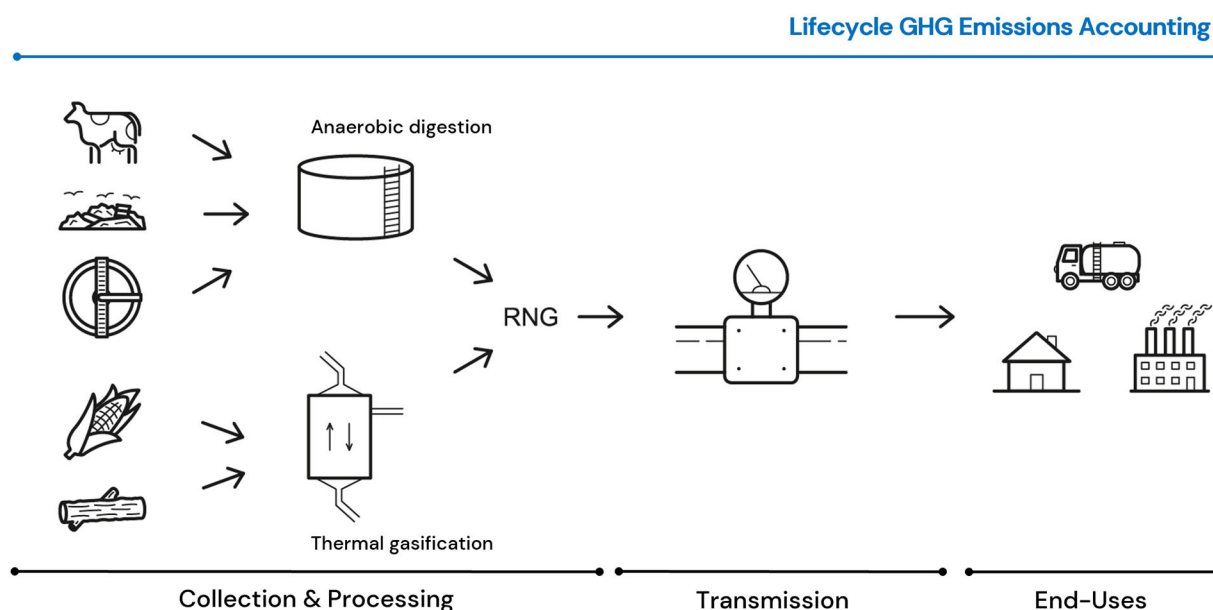 Lifecycle GHG Emissions Accounting
Anaerobic digestion
RNG
Thermal gasification
Collection & Processing
Transmission
End-Uses